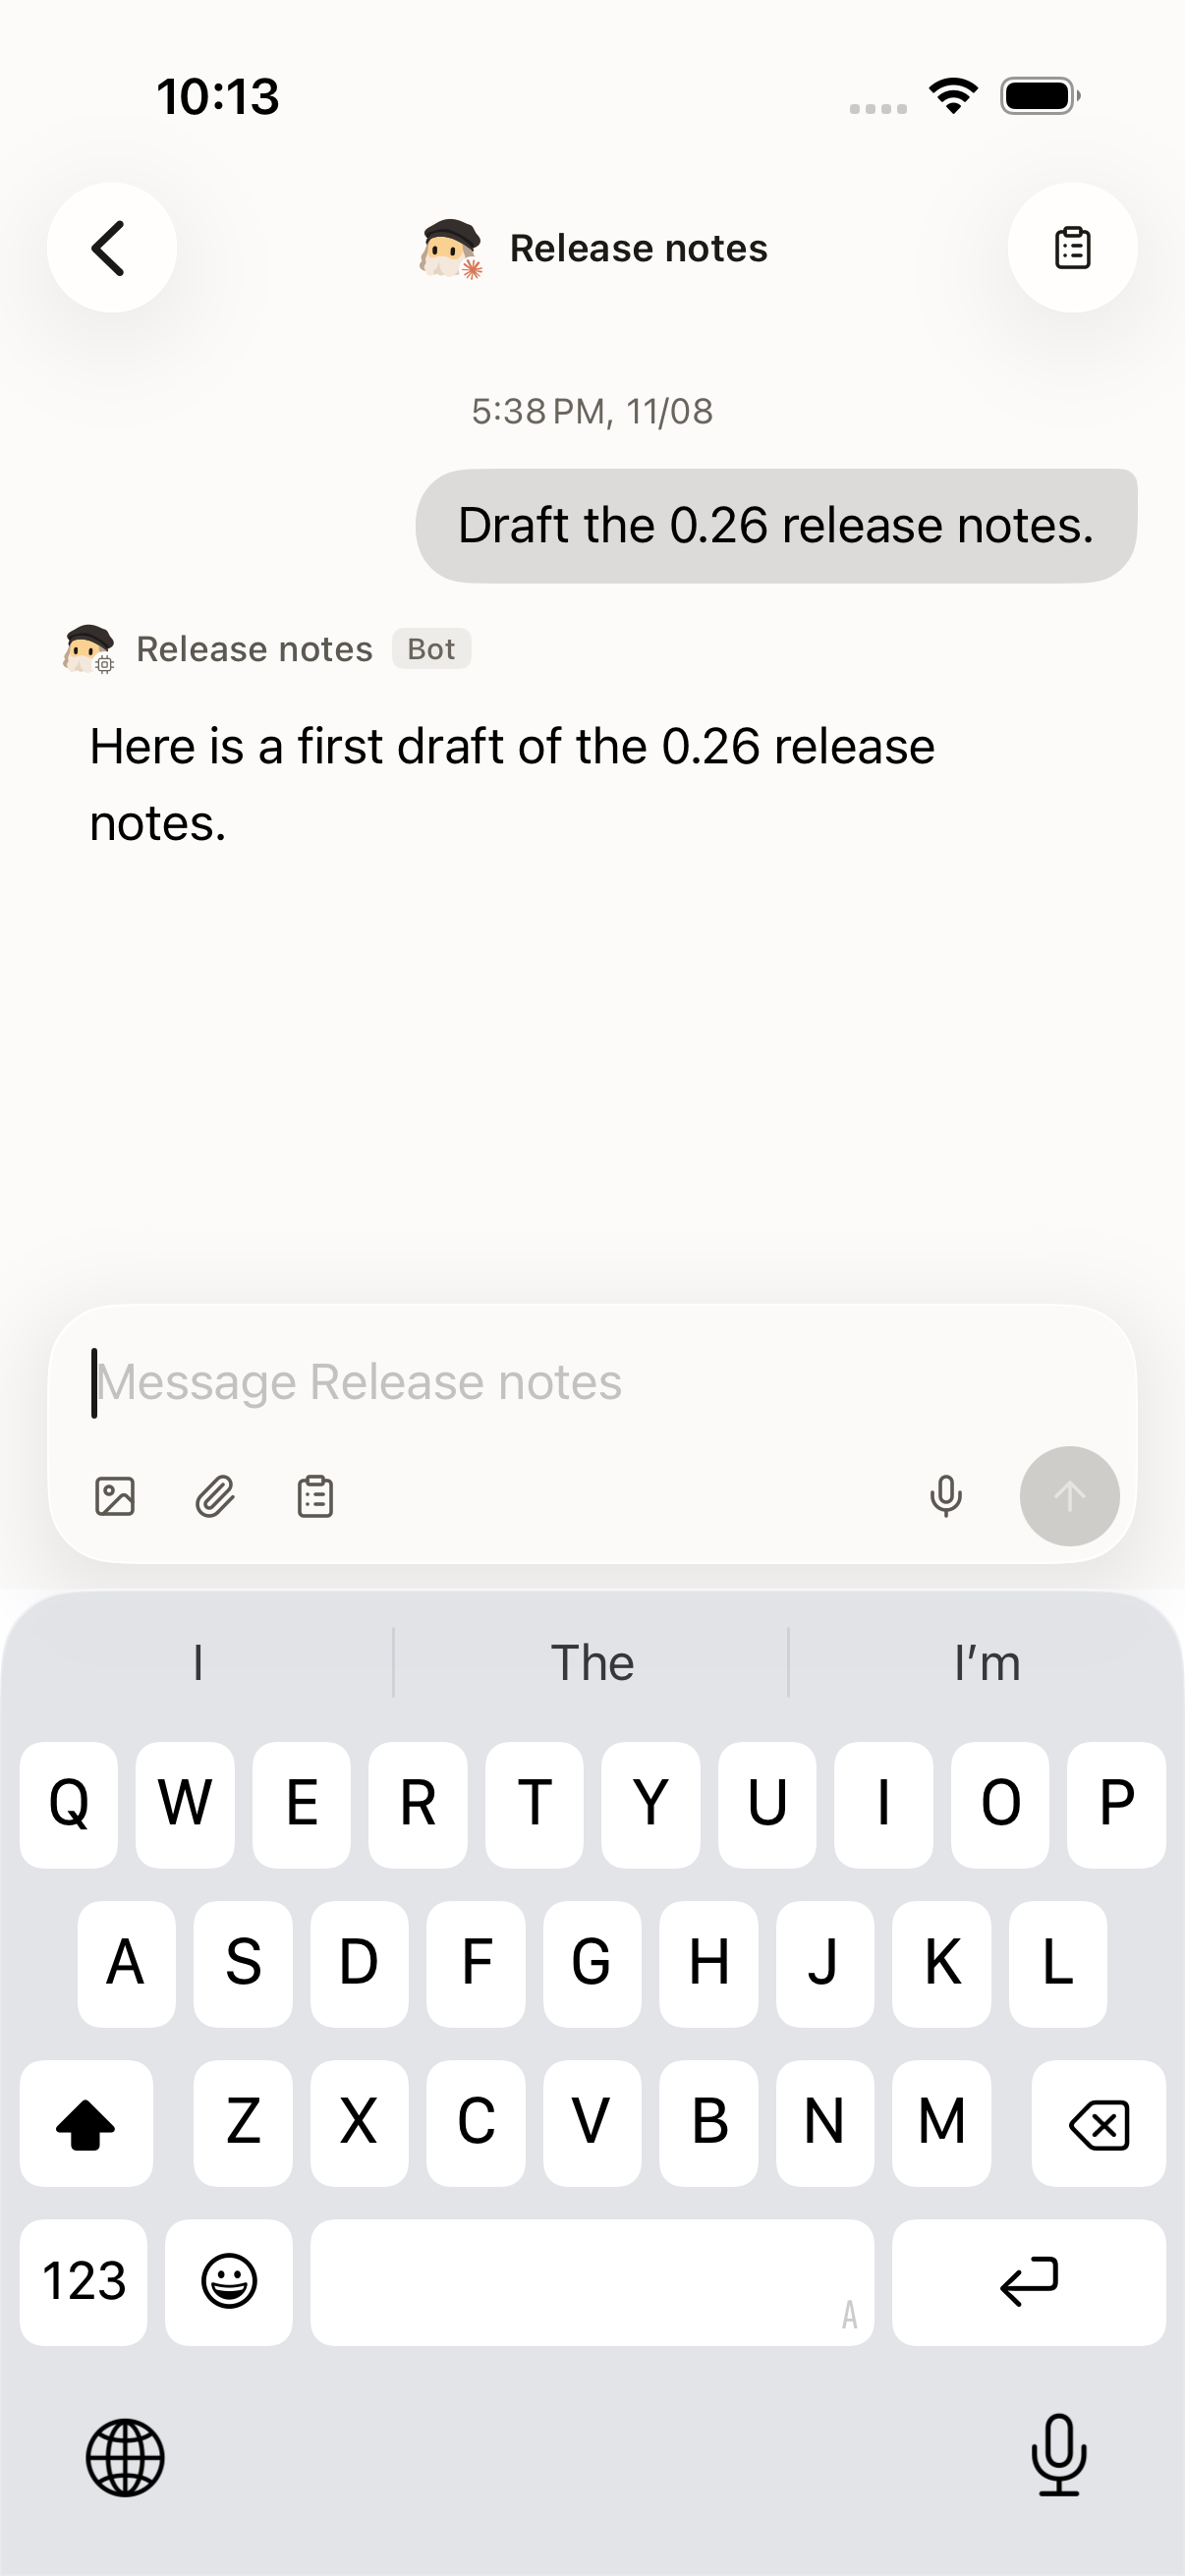 10:13
Release notes
5:38 PM, 11/08
Draft the 0.26 release notes.
Release notes Bot
Here is a first draft of the 0.26 release
notes.
Message Release notes
I The I’m
Q W E R T Y U I O P
A S D F G H J K L
Z X C V B N M
123
A